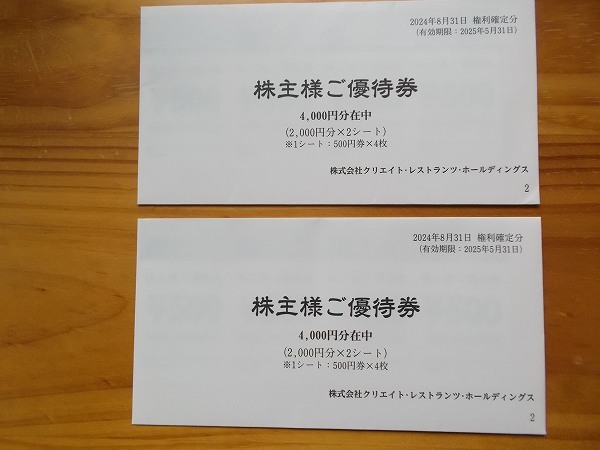 2024年8月31日 権利確定分
(有効期限：2025年5月31日)
株主様ご優待券
4,000円分在中
(2,000円分×2シート)
※1シート：500円券×4枚
株式会社クリエイト・レストランツ・ホールディングス
2
2024年8月31日 権利確定分
(有効期限：2025年5月31日)
株主様ご優待券
4,000円分在中
(2,000円分×2シート)
※1シート：500円券×4枚
株式会社クリエイト・レストランツ・ホールディングス
2